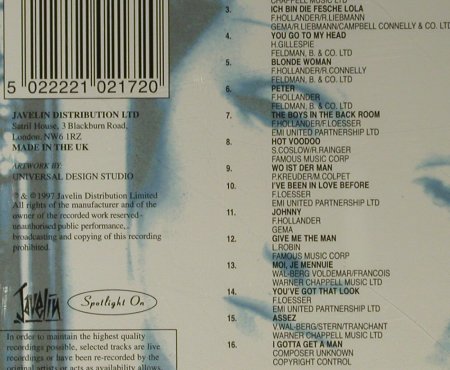 5 022221 021720
JAVELIN DISTRIBUTION LTD
Satril House, 3 Blackburn Road,
London. NW6 1RZ
MADE IN THE UK
ARTWORK BY:
UNIVERSAL DESIGN STUDIO
℗ & ©1997 Javelin Distribution Limited
All rights of the manufacturer and of the
owner of the recorded work reserved-
unauthorised public performance,
broadcasting and copying of this recording
prohibited.
Javelin
Spotlight On
In order to maintain the highest quality
recordings possible, selected tracks are live
recordings or have been re-recorded by the
original artistes or acts as availability allows.
CHAPPELL MUSIC LTD
3. ICH BIN DIE FESCHE LOLA
F.HOLLANDER/R.LIEBMANN
GEMA/R.LIEBMANN/CAMPBELL CONNELLY & CO. LTD
4. YOU GO TO MY HEAD
H.GILLESPIE
FELDMAN, B. & CO. LTD
5. BLONDE WOMAN
F.HOLLANDER/R.CONNELLY
FELDMAN, B. & CO. LTD
6. PETER
F.HOLLANDER
FELDMAN, B. & CO. LTD
7. THE BOYS IN THE BACK ROOM
F.HOLLANDER/F.LOESSER
EMI UNITED PARTNERSHIP LTD
8. HOT VOODOO
S.COSLOW/R.RAINGER
FAMOUS MUSIC CORP
9. WO IST DER MAN
P.KREUDER/M.COLPET
10. I'VE BEEN IN LOVE BEFORE
F.LOESSER
EMI UNITED PARTNERSHIP LTD
11. JOHNNY
F.HOLLANDER
GEMA
12. GIVE ME THE MAN
L.ROBIN
FAMOUS MUSIC CORP
13. MOI, JE MENNUIE
WAL-BERG VOLDEMAR/FRANCOIS
WARNER CHAPPELL MUSIC LTD
14. YOU'VE GOT THAT LOOK
F.LOESSER
EMI UNITED PARTNERSHIP LTD
15. ASSEZ
V.WAL-BERG/STERN/TRANCHANT
WARNER CHAPPELL MUSIC LTD
16. I GOTTA GET A MAN
COMPOSER UNKNOWN
COPYRIGHT CONTROL